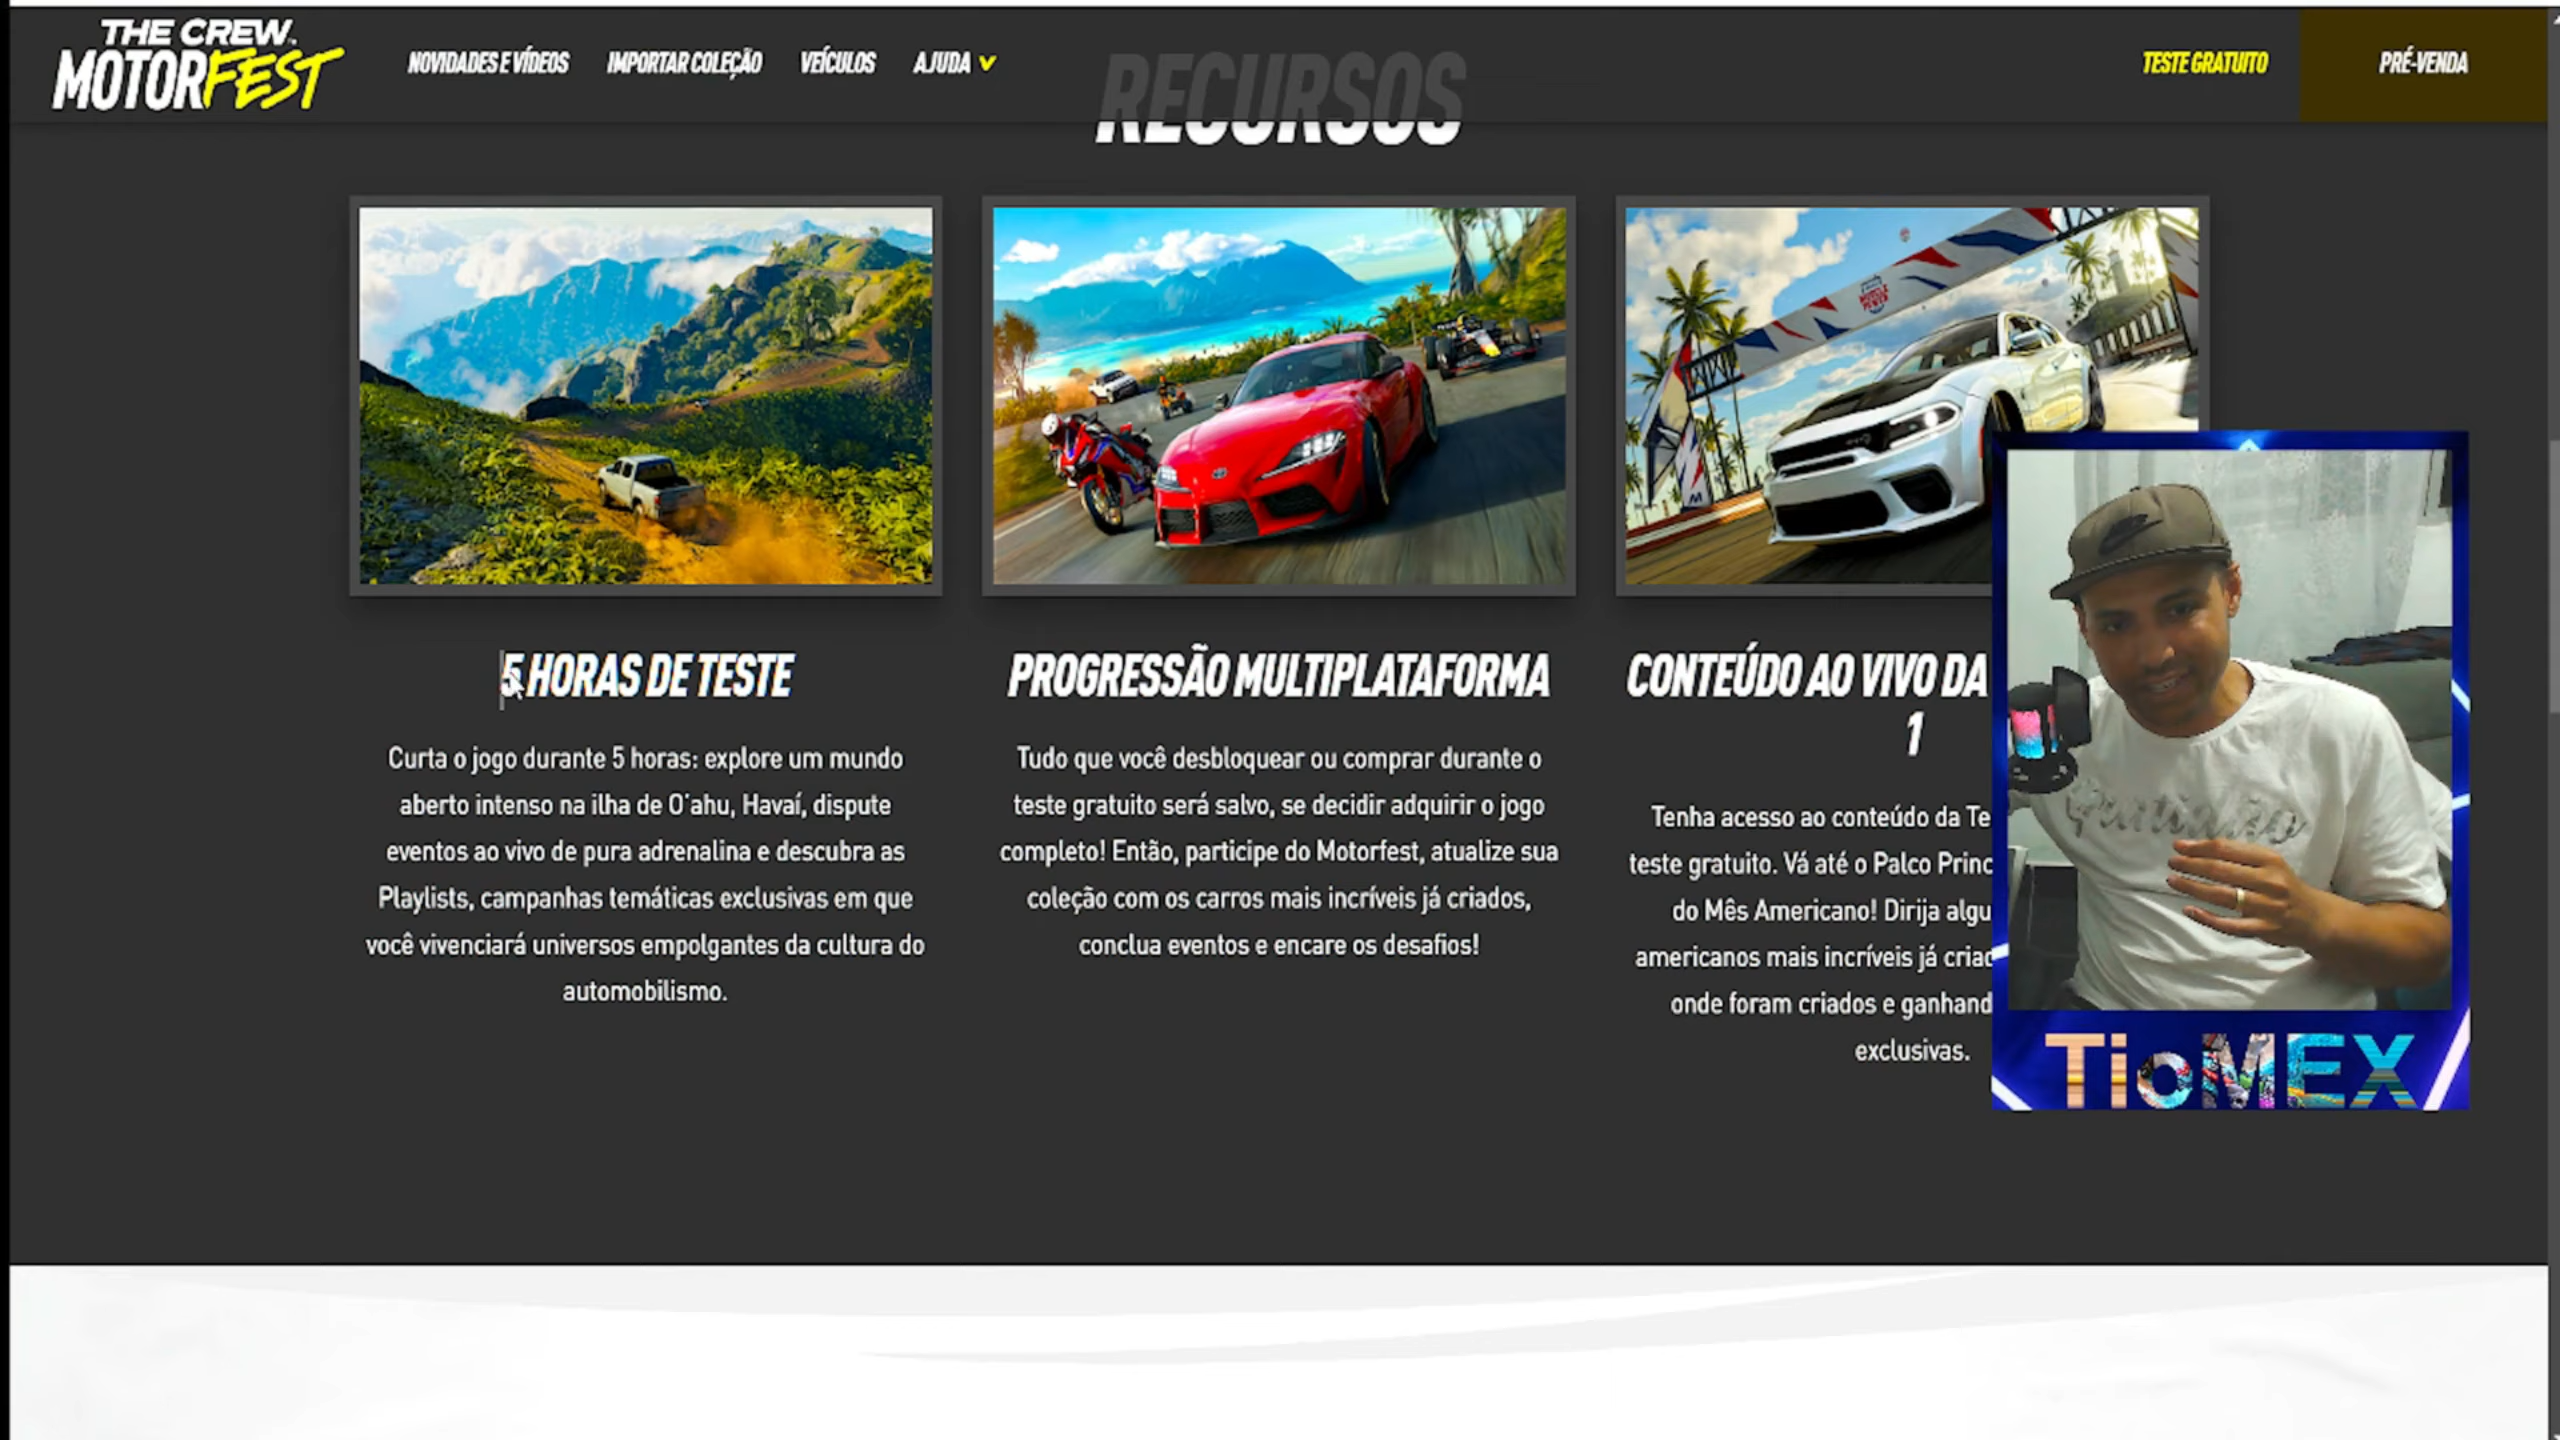 THE CREW
MOTORFEST
NOVIDADES E VÍDEOS
IMPORTAR COLEÇÃO
VEÍCULOS
AJUDA
TESTE GRATUITO
PRÉ-VENDA
RECURSOS
5 HORAS DE TESTE
Curta o jogo durante 5 horas: explore um mundo
aberto intenso na ilha de O'ahu, Havaí, dispute
eventos ao vivo de pura adrenalina e descubra as
Playlists, campanhas temáticas exclusivas em que
você vivenciará universos empolgantes da cultura do
automobilismo.
PROGRESSÃO MULTIPLATAFORMA
Tudo que você desbloquear ou comprar durante o
teste gratuito será salvo, se decidir adquirir o jogo
completo! Então, participe do Motorfest, atualize sua
coleção com os carros mais incríveis já criados,
conclua eventos e encare os desafios!
CONTEÚDO AO VIVO DA
1
Tenha acesso ao conteúdo da Te
teste gratuito. Vá até o Palco Princ
do Mês Americano! Dirija algu
americanos mais incríveis já criad
onde foram criados e ganhand
exclusivas.
TioMEX